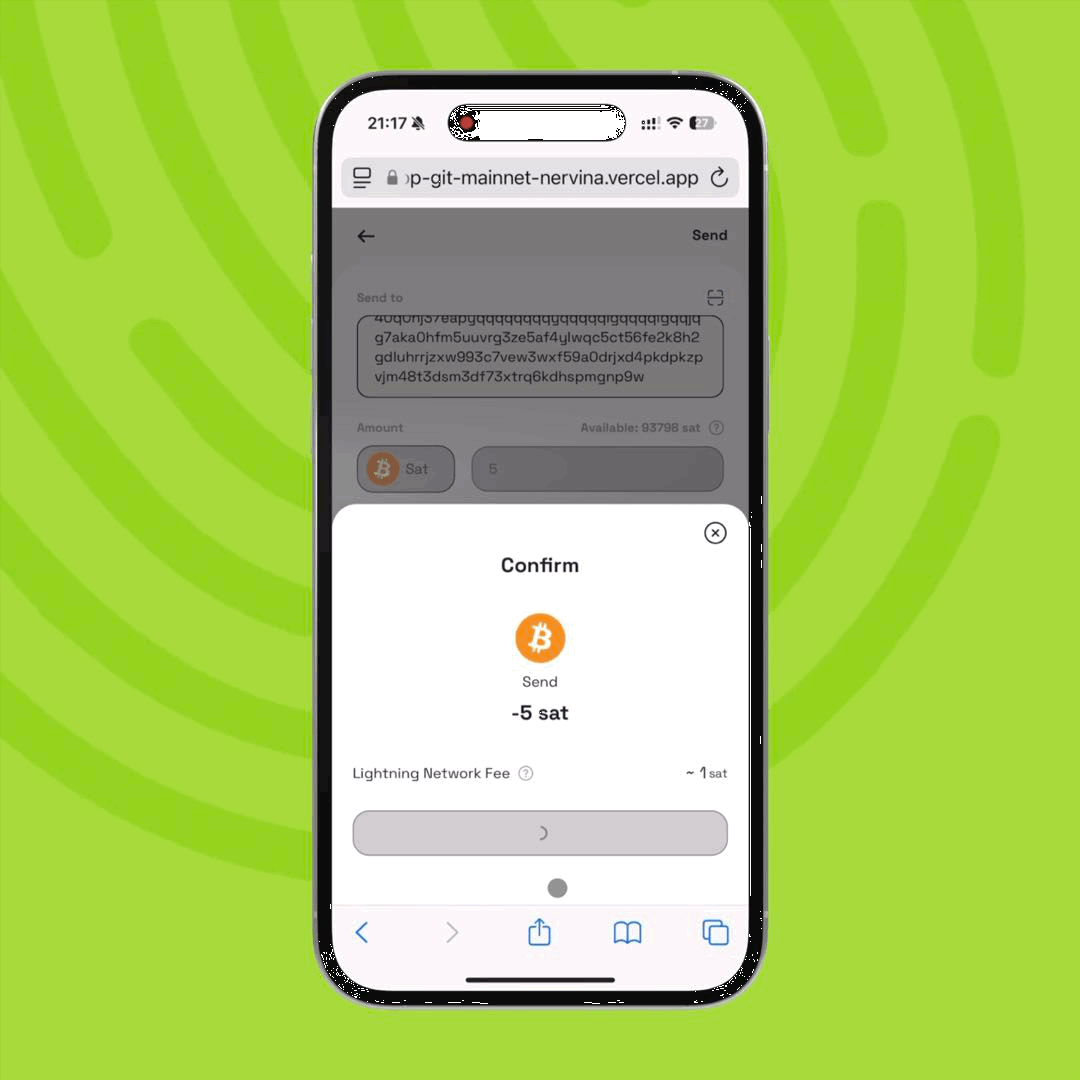 21:17
27
p-git-mainnet-nervina.vercel.app
Send
Send to
g7aka0hfm5uuvrg3ze5af4ylwqc5ct56fe2k8h2
gdluhrrjzxw993c7vew3wxf59a0drjxd4pkdpkzp
vjm48t3dsm3df73xtrq6kdhspmgnp9w
Amount
Available: 93798 sat ?
Sat
5
Confirm
Send
-5 sat
Lightning Network Fee ?
~ 1 sat